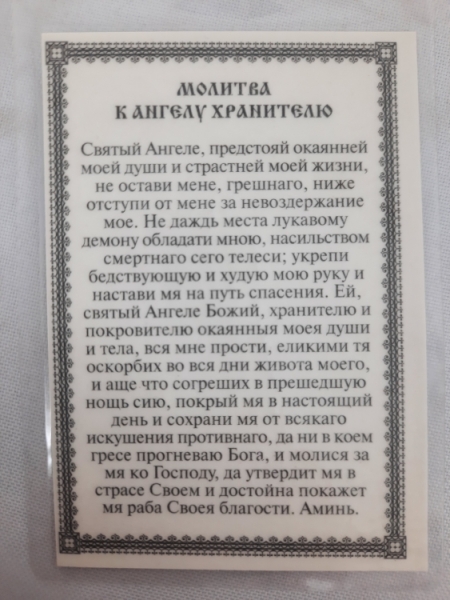 МОЛИТВА
К АНГЕЛУ ХРАНИТЕЛЮ
Святый Ангеле, предстояй окаянней
моей души и страстней моей жизни,
не остави мене, грешнаго, ниже
отступи от мене за невоздержание
мое. Не даждь места лукавому
демону обладати мною, насильством
смертнаго сего телеси; укрепи
бедствующую и худую мою руку и
настави мя на путь спасения. Ей,
святый Ангеле Божий, хранителю и
покровителю окаянныя моея души
и тела, вся мне прости, еликими тя
оскорбих во вся дни живота моего,
и аще что согреших в прешедшую
нощь сию, покрый мя в настоящий
день и сохрани мя от всякаго
искушения противнаго, да ни в коем
гресе прогневаю Бога, и молися за
мя ко Господу, да утвердит мя в
страсе Своем и достойна покажет
мя раба Своея благости. Аминь.